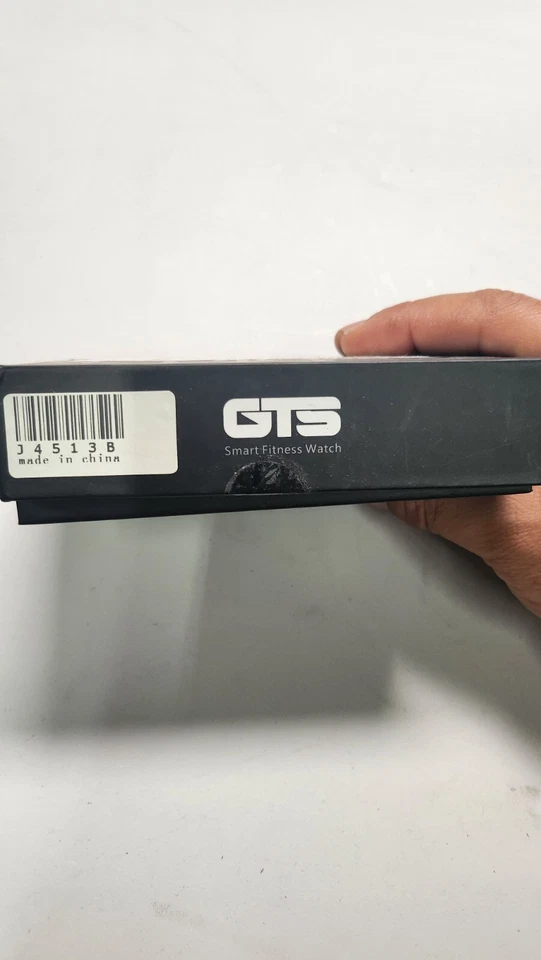 J4513B
made in china
GTS
Smart Fitness Watch